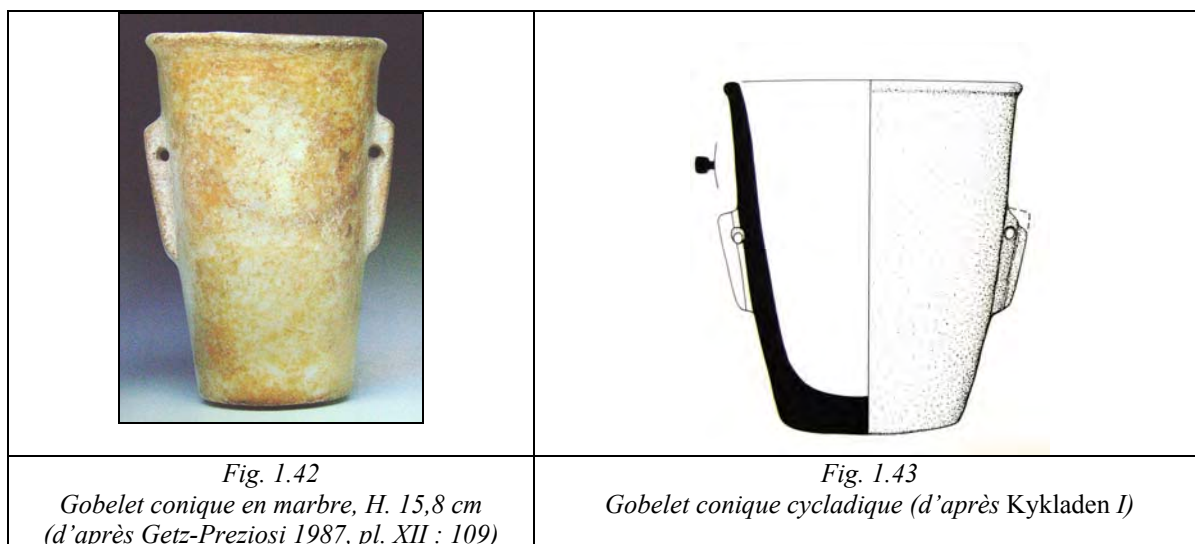 Fig. 1.42
Gobelet conique en marbre, H. 15,8 cm
(d’après Getz-Preziosi 1987, pl. XII : 109)
Fig. 1.43
Gobelet conique cycladique (d’après Kykladen I)